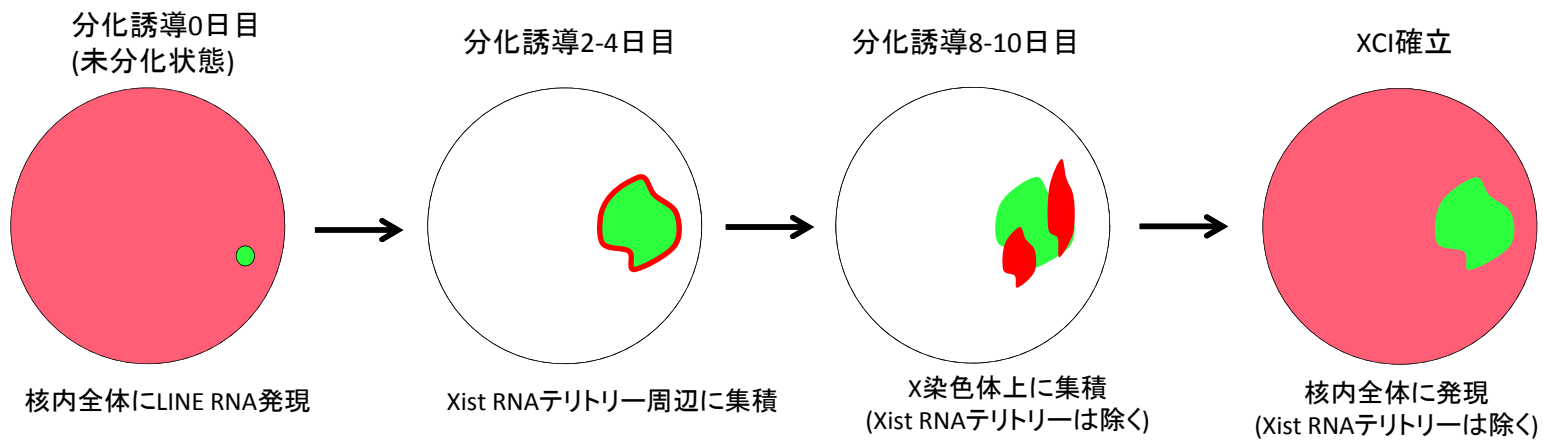 分化誘導0日目
(未分化状態)
分化誘導2-4日目
分化誘導8-10日目
XCI確立
核内全体にLINE RNA発現
Xist RNAテリトリー周辺に集積
X染色体上に集積
(Xist RNAテリトリーは除く)
核内全体に発現
(Xist RNAテリトリーは除く)